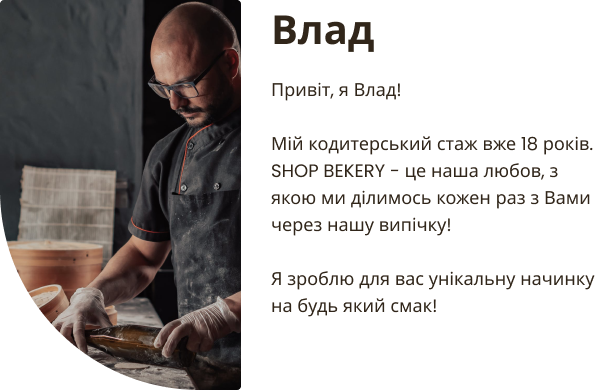 Влад
Привіт, я Влад!
Мій кодитерський стаж вже 18 років.
SHOP BEKERY - це наша любов, з
якою ми ділимось кожен раз з Вами
через нашу випічку!
Я зроблю для вас унікальну начинку
на будь який смак!